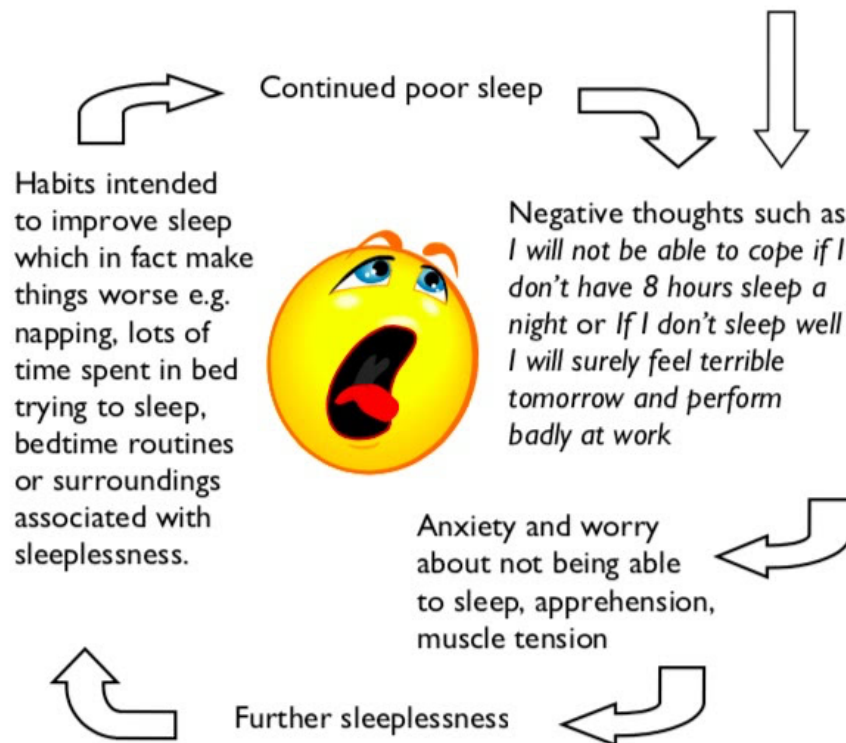 Continued poor sleep
Negative thoughts such as
I will not be able to cope if I
don't have 8 hours sleep a
night or If I don't sleep well
I will surely feel terrible
tomorrow and perform
badly at work
Anxiety and worry
about not being able
to sleep, apprehension,
muscle tension
Further sleeplessness
Habits intended
to improve sleep
which in fact make
things worse e.g.
napping, lots of
time spent in bed
trying to sleep,
bedtime routines
or surroundings
associated with
sleeplessness.